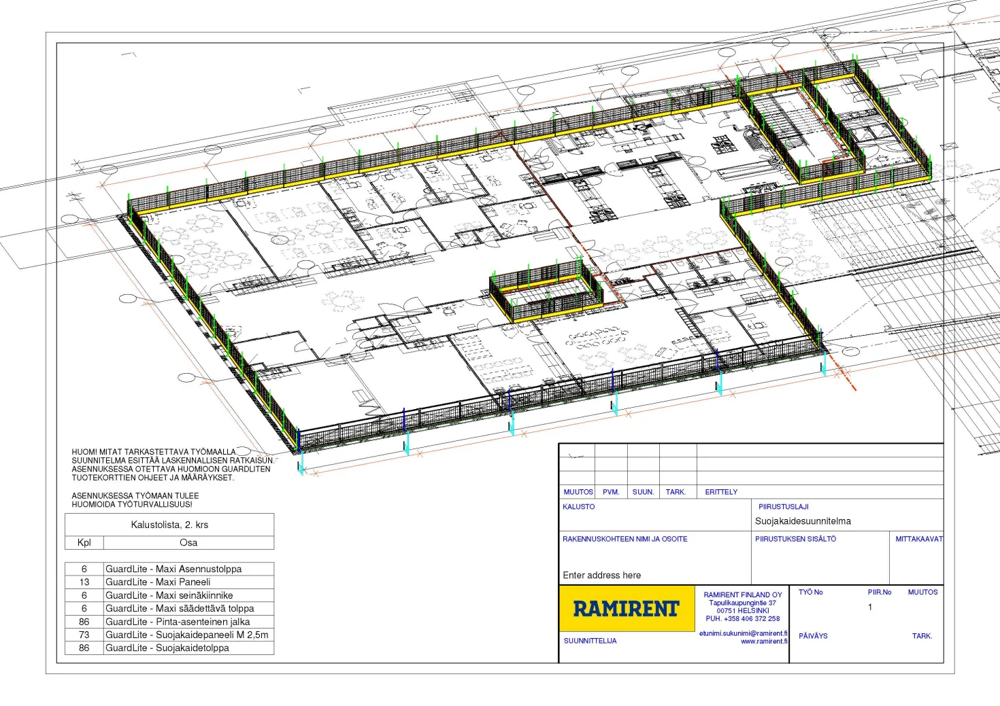 HUOM! MITAT TARKASTETTAVA TYÖMAALLA.
SUUNNITELMA ESITTÄÄ LASKENNALLISEN RATKAISUN.
ASENNUKSESSA OTETTAVA HUOMIOON GUARDLITEN
TUOTEKORTTIEN OHJEET JA MÄÄRÄYKSET.
ASENNUKSESSA TYÖMAAN TULEE
HUOMIOIDA TYÖTURVALLISUUS!
Kalustolista, 2. krs
Kpl Osa
6 GuardLite - Maxi Asennustolppa
13 GuardLite - Maxi Paneeli
6 GuardLite - Maxi seinäkiinnike
6 GuardLite - Maxi säädettävä tolppa
86 GuardLite - Pinta-asenteinen jalka
73 GuardLite - Suojakaidepaneeli M 2,5m
86 GuardLite - Suojakaidetolppa
MUUTOS PVM. SUUN. TARK. ERITTELY
KALUSTO
PIIRUSTUSLAJI
Suojakaidesuunnitelma
RAKENNUSKOHTEEN NIMI JA OSOITE
Enter address here
PIIRUSTUKSEN SISÄLTÖ
MITTAKAAVAT
RAMIRENT
RAMIRENT FINLAND OY
Tapulikaupungintie 37
00751 HELSINKI
PUH. +358 406 372 258
etunimi.sukunimi@ramirent.fi
www.ramirent.fi
SUUNNITTELIJA
TYÖ No PIIR.No MUUTOS
1
PÄIVÄYS TARK.